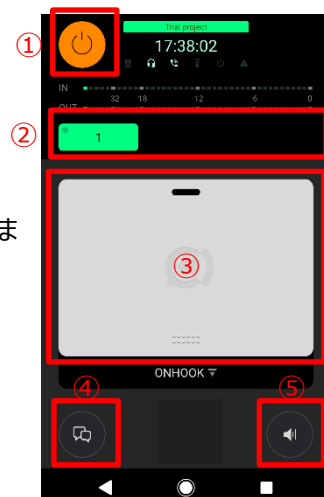 ①
Trial project
17:38:02
IN
32 18 12 6 0
OUT
②
1
ま
③
ONHOOK
④
⑤